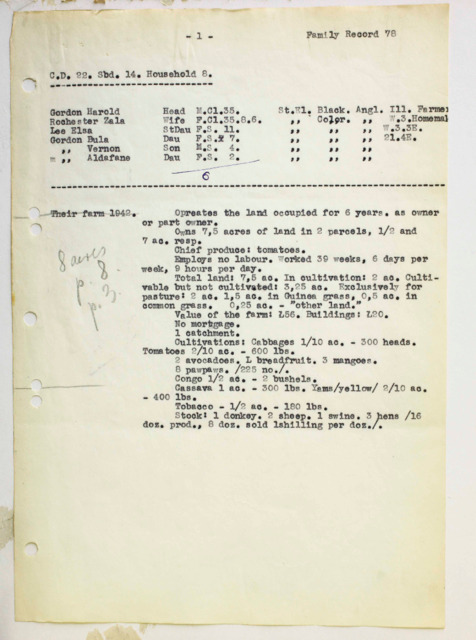 - 1 - Family Record 78
C.D. 22. Sbd. 14. Household 8.
Gordon Harold Head M.Cl.35. St.El. Black. Angl. Ill. Farmer
Rochester Zala Wife F.Cl.35.8.6. ,, Colpr. ,, W.3.Homemak
Lee Elsa StDau F.S. 11. ,, ,, ,, W.3.3E.
Gordon Bula Dau F.S. 7. ,, ,, ,, 21.4E.
,, Vernon Son M.S. 4. ,, ,, ,,
,, Aldafane Dau F.S. 2. ,, ,, ,,
6
Their farm 1942. Opreates the land occupied for 6 years. as owner
or part owner.
Owns 7,5 acres of land in 2 parcels, 1/2 and
7 ac. resp.
Chief produce: tomatoes.
Employs no labour. Worked 39 weeks, 6 days per
week, 9 hours per day.
Total land: 7,5 ac. In cultivation: 2 ac. Culti-
vable but not cultivated: 3,25 ac. Exclusively for
pasture: 2 ac. 1,5 ac. in Guinea grass, 0,5 ac. in
common grass. 0,25 ac. - "other land."
Value of the farm: £56. Buildings: £20.
No mortgage.
1 catchment.
Cultivations: Cabbages 1/10 ac. - 300 heads.
Tomatoes 2/10 ac. - 600 lbs.
2 avocadoes. L breadfruit. 3 mangoes.
8 pawpaws. /225 no./.
Congo 1/2 ac. - 2 bushels.
Cassava 1 ac. - 300 lbs. Yams/yellow/ 2/10 ac.
- 400 lbs.
Tobacco - 1/2 ac. - 180 lbs.
Stock: 1 donkey. 2 sheep. 1 swins. 3 hens /16
doz. prod., 8 doz. sold 1shilling per doz./.
8 acres
p. 8.
p. 3.